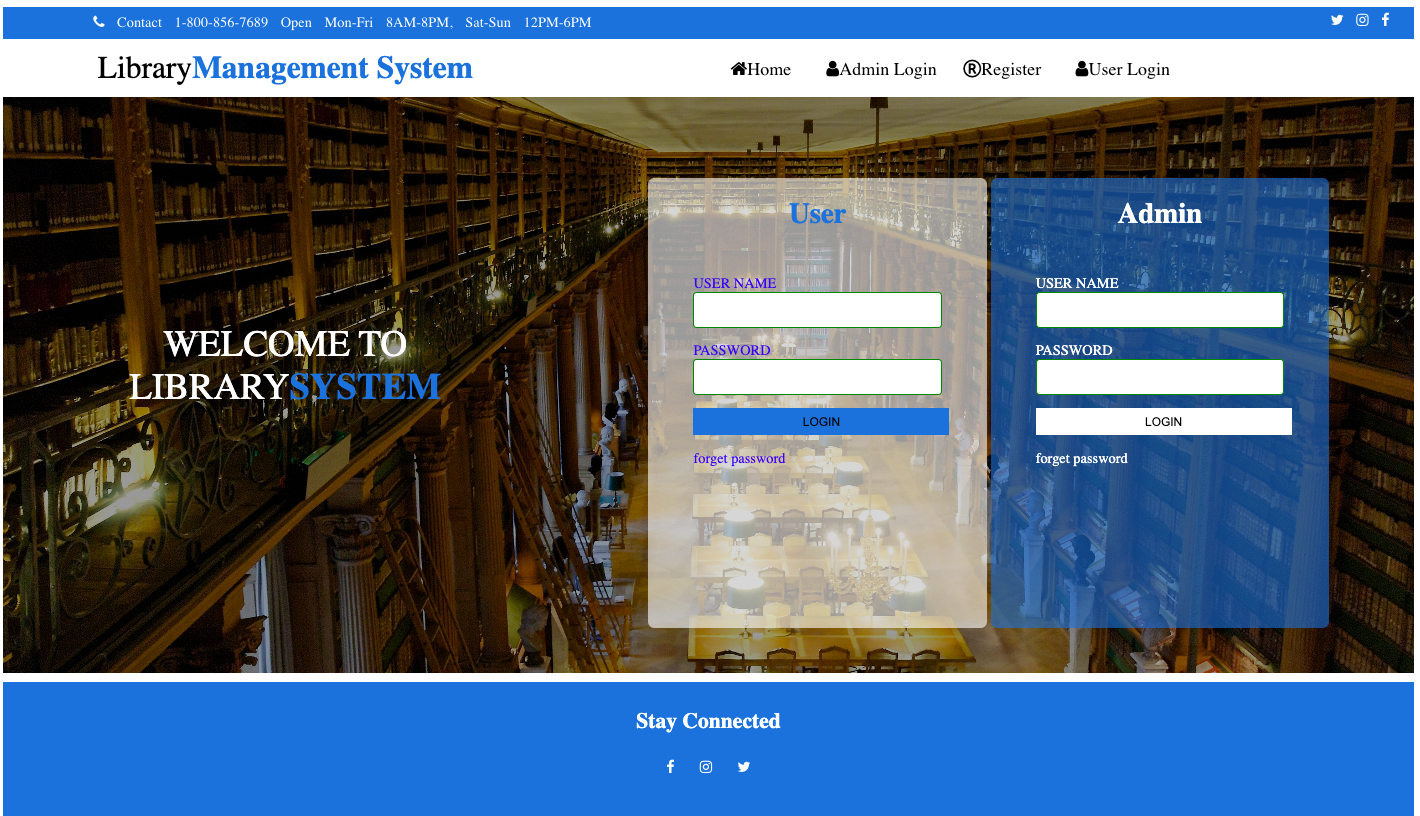 Contact 1-800-856-7689 Open Mon-Fri 8AM-8PM, Sat-Sun 12PM-6PM
LibraryManagement System
Home Admin Login ®Register User Login
WELCOME TO
LIBRARYSYSTEM
User
USER NAME
PASSWORD
LOGIN
forget password
Admin
USER NAME
PASSWORD
LOGIN
forget password
Stay Connected